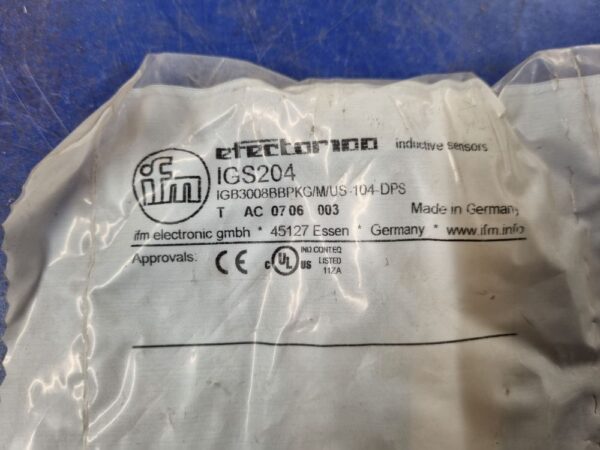 ifm
efector100 inductive sensors
IGS204
IGB3008BBPKG/M/US-104-DPS
T AC 0706 003 Made in Germany
ifm electronic gmbh * 45127 Essen * Germany * www.ifm.info
Approvals.
CE
c UL US
IND CONT.EQ
LISTED
11ZA